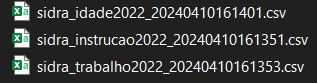 sidra_idade2022_20240410161401.csv
sidra_instrucao2022_20240410161351.csv
sidra_trabalho2022_20240410161353.csv